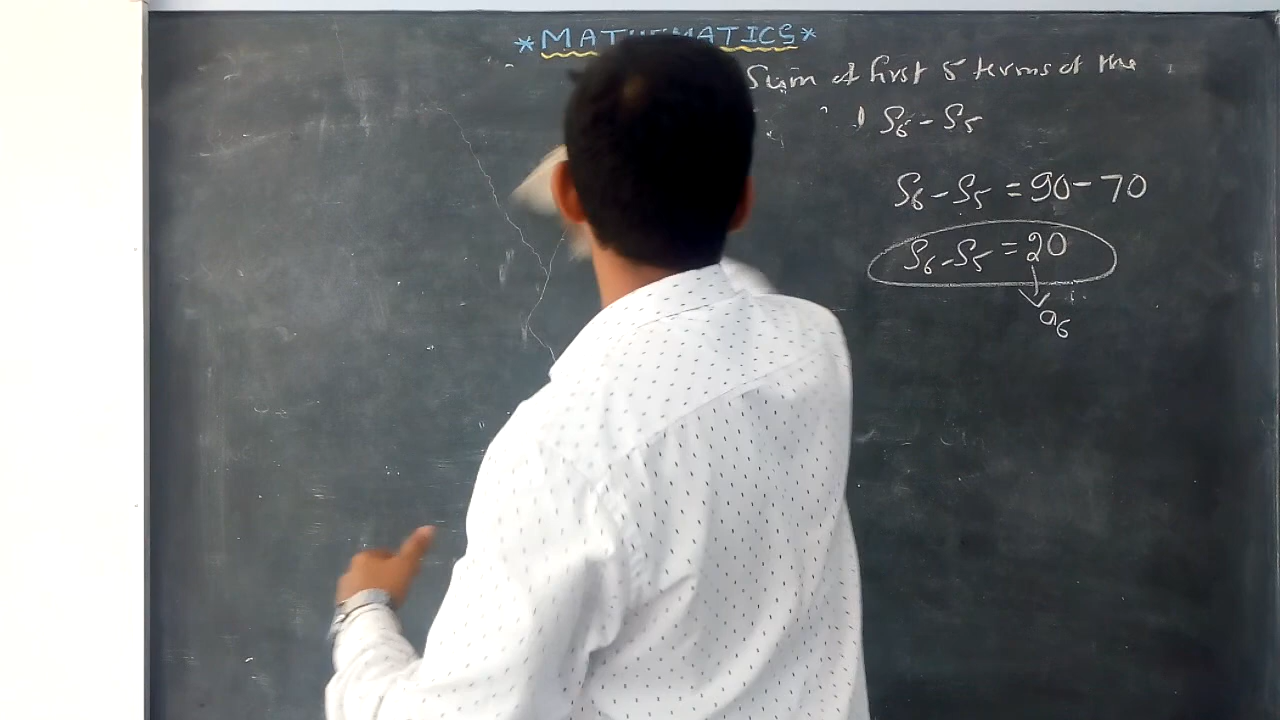 *MATHEMATICS*
Sum of first 5 terms of the
) S₆ - S₅
S₆ - S₅ = 90 - 70
S₆ - S₅ = 20
a₆